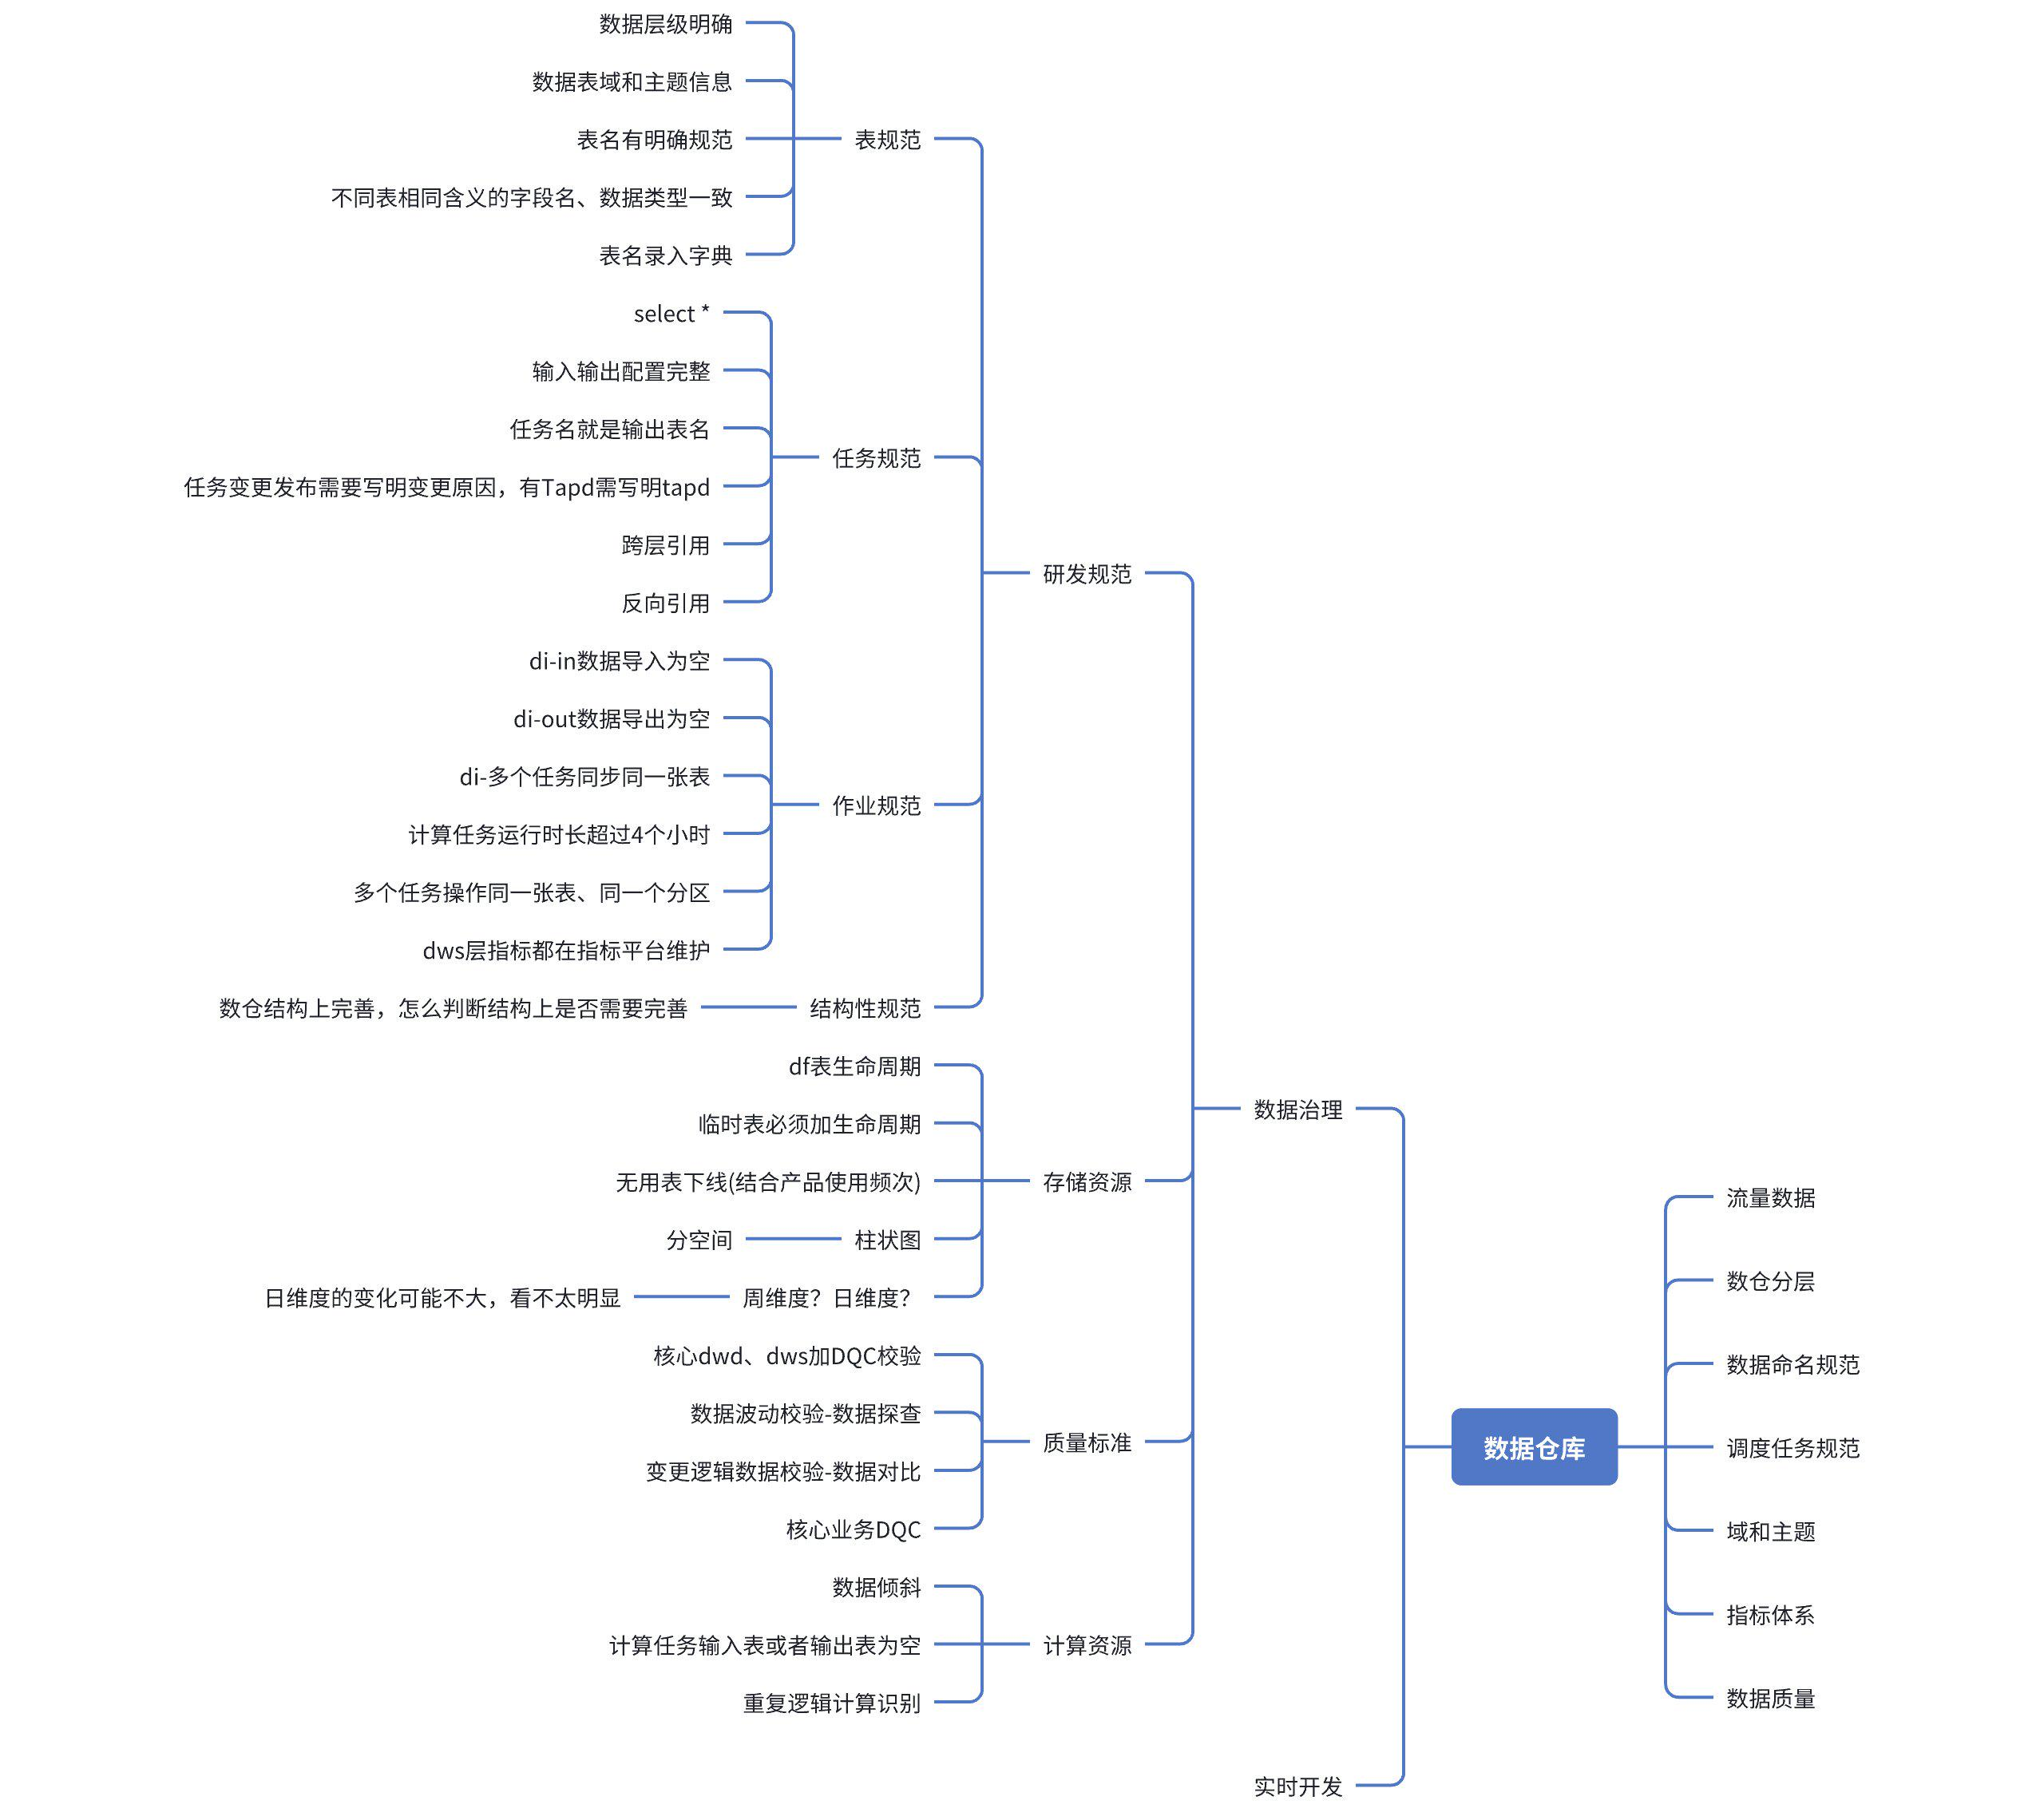 数据层级明确
数据表域和主题信息
表名有明确规范
表规范
不同表相同含义的字段名、数据类型一致
表名录入字典
select *
输入输出配置完整
任务名就是输出表名
任务规范
任务变更发布需要写明变更原因，有Tapd需写明tapd
跨层引用
研发规范
反向引用
di-in数据导入为空
di-out数据导出为空
di-多个任务同步同一张表
作业规范
计算任务运行时长超过4个小时
多个任务操作同一张表、同一个分区
dws层指标都在指标平台维护
数仓结构上完善，怎么判断结构上是否需要完善
结构性规范
df表生命周期
数据治理
临时表必须加生命周期
无用表下线(结合产品使用频次)
存储资源
流量数据
分空间
柱状图
数仓分层
日维度的变化可能不大，看不太明显
周维度？日维度？
核心dwd、dws加DQC校验
数据命名规范
数据波动校验-数据探查
质量标准
数据仓库
调度任务规范
变更逻辑数据校验-数据对比
核心业务DQC
域和主题
数据倾斜
指标体系
计算任务输入表或者输出表为空
计算资源
重复逻辑计算识别
数据质量
实时开发